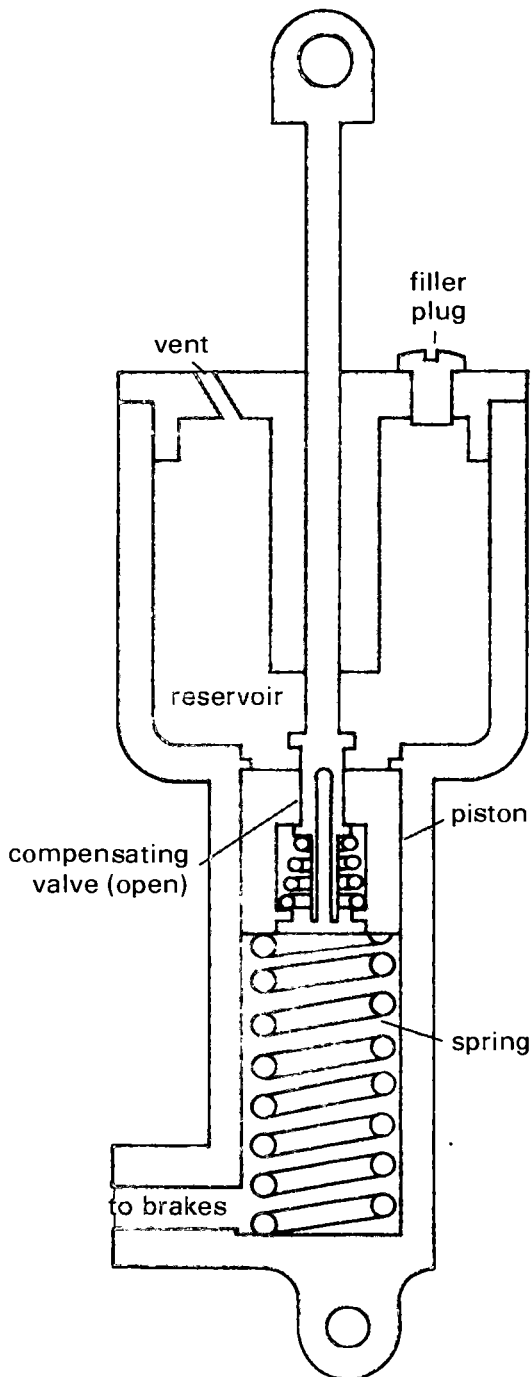 filler
plug
vent
reservoir
piston
compensating
valve (open)
spring
to brakes